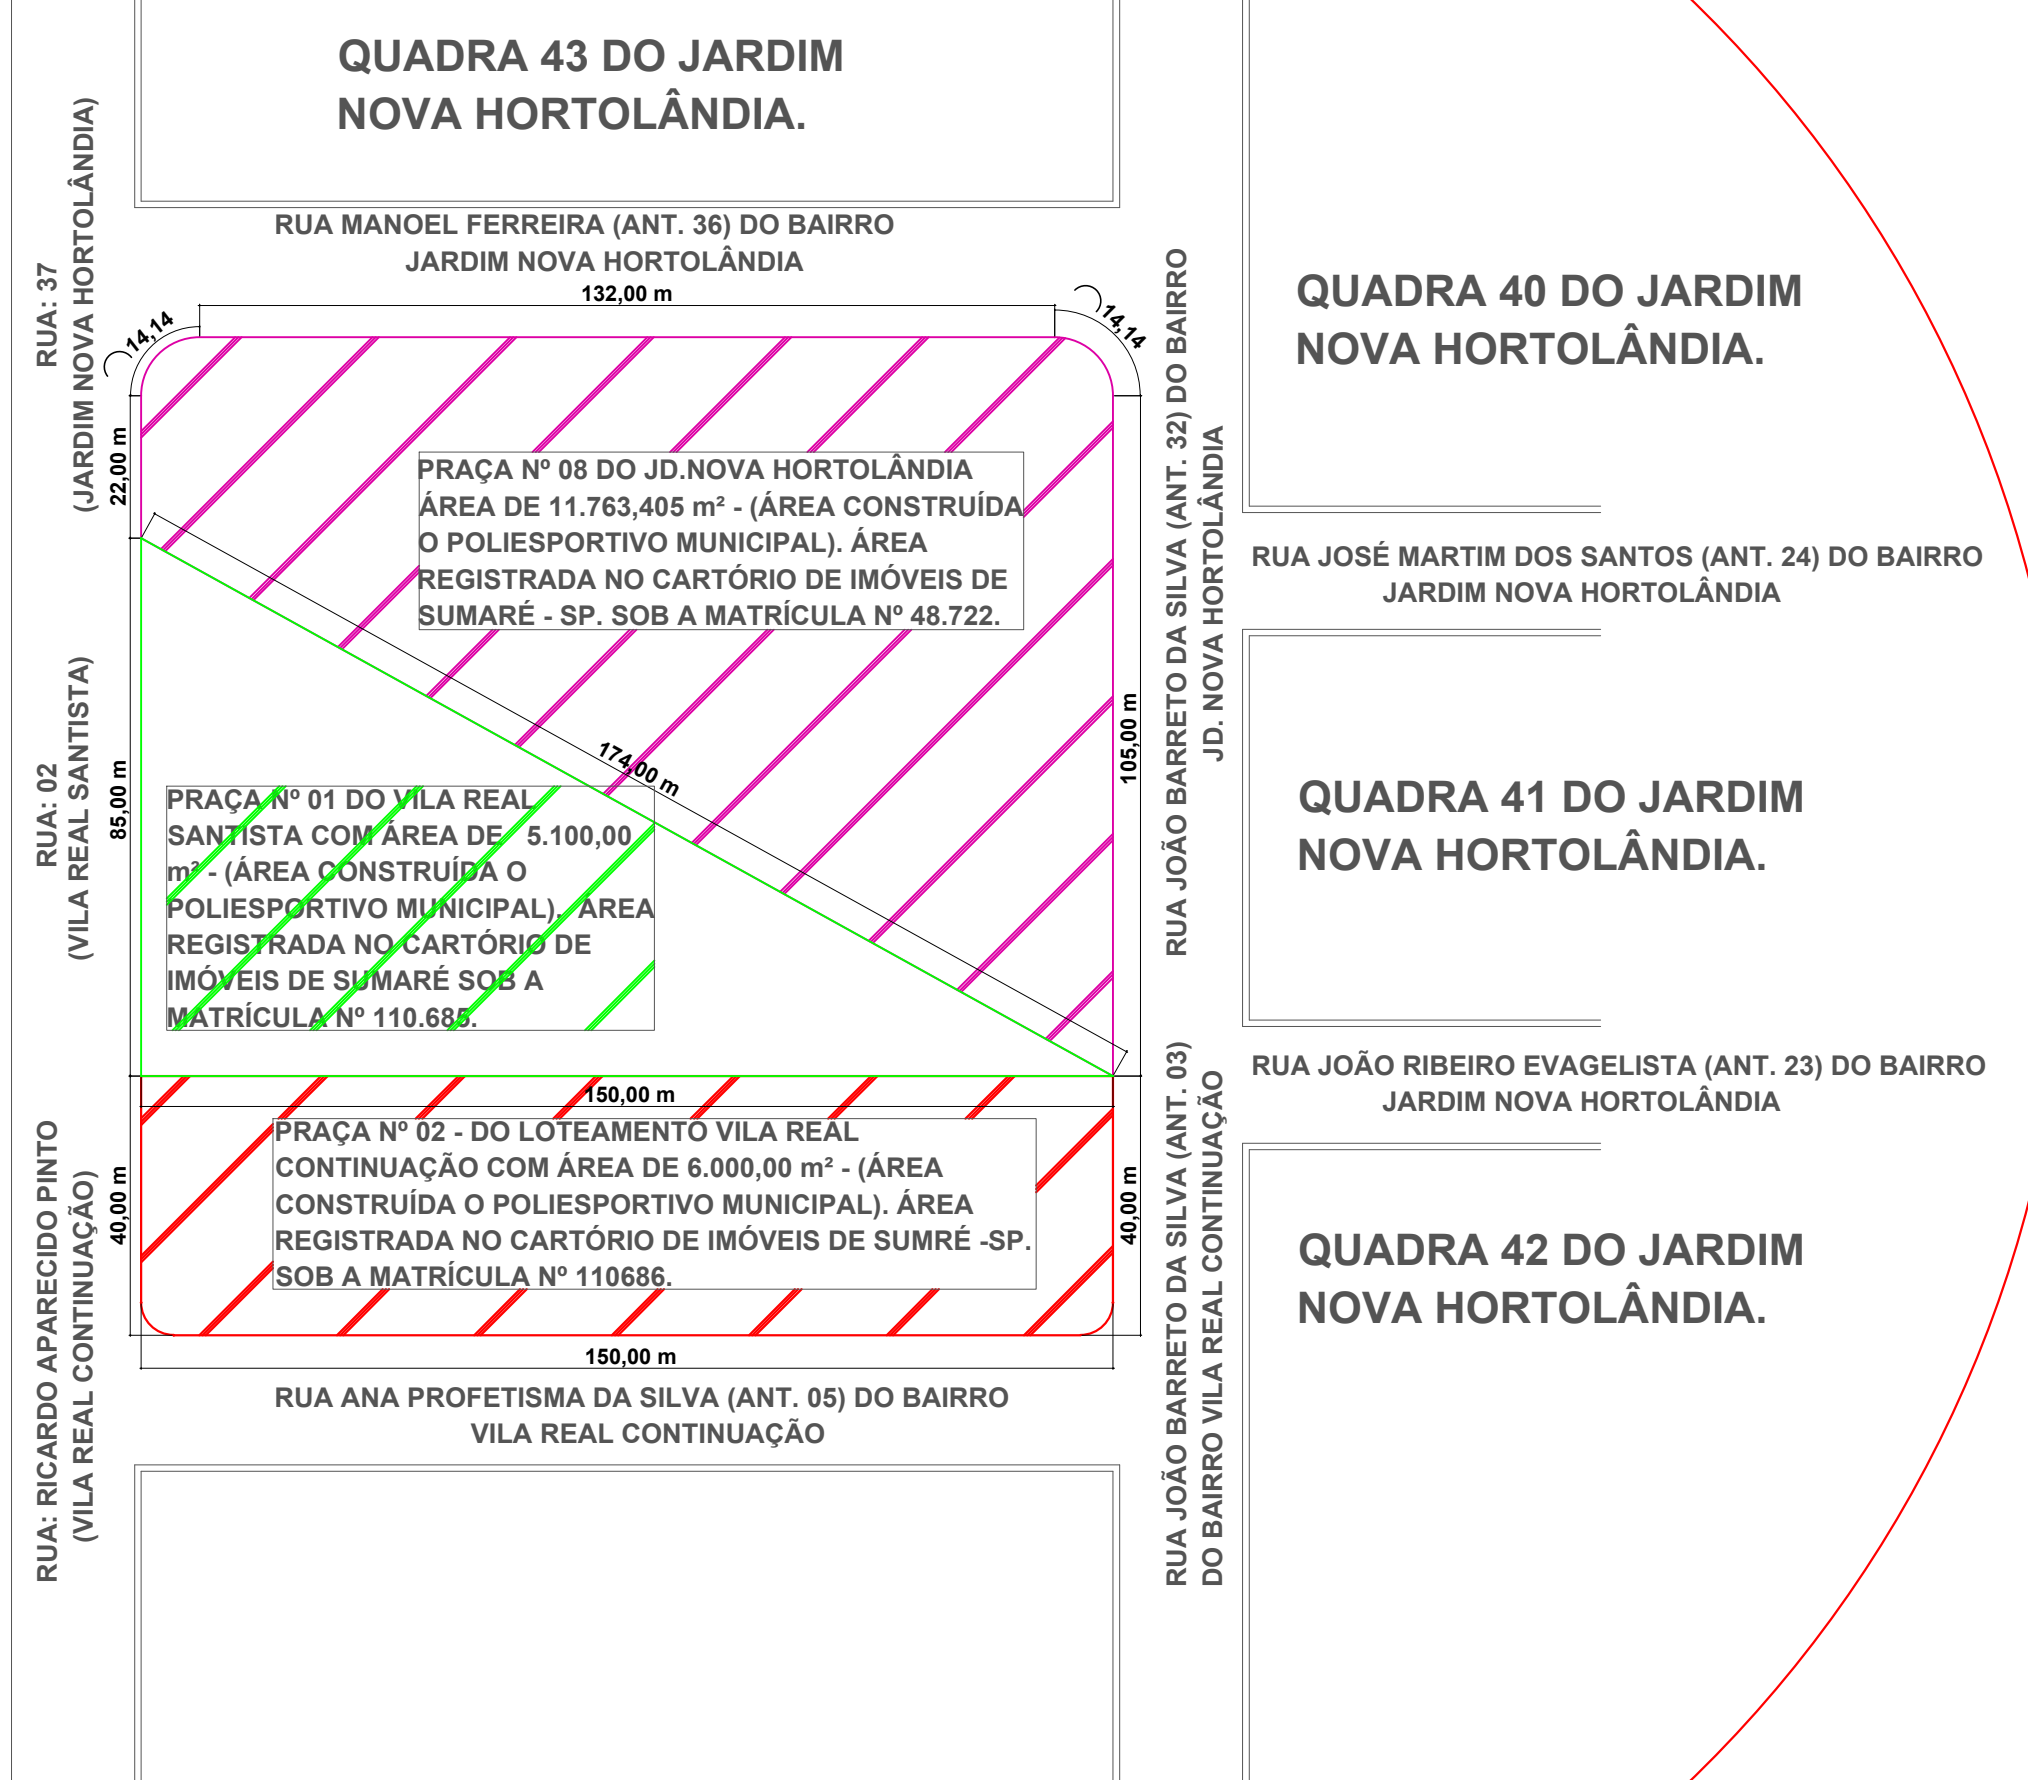 QUADRA 43 DO JARDIM
NOVA HORTOLÂNDIA.
RUA MANOEL FERREIRA (ANT. 36) DO BAIRRO
JARDIM NOVA HORTOLÂNDIA
132,00 m
14,14
14,14
RUA: 37
(JARDIM NOVA HORTOLÂNDIA)
22,00 m
PRAÇA Nº 08 DO JD.NOVA HORTOLÂNDIA
ÁREA DE 11.763,405 m² - (ÁREA CONSTRUÍDA
O POLIESPORTIVO MUNICIPAL). ÁREA
REGISTRADA NO CARTÓRIO DE IMÓVEIS DE
SUMARÉ - SP. SOB A MATRÍCULA Nº 48.722.
RUA JOÃO BARRETO DA SILVA (ANT. 32) DO BAIRRO
JD. NOVA HORTOLÂNDIA
105,00 m
QUADRA 40 DO JARDIM
NOVA HORTOLÂNDIA.
RUA JOSÉ MARTIM DOS SANTOS (ANT. 24) DO BAIRRO
JARDIM NOVA HORTOLÂNDIA
RUA: 02
(VILA REAL SANTISTA)
85,00 m
174,00 m
PRAÇA Nº 01 DO VILA REAL
SANTISTA COM ÁREA DE 5.100,00
m² - (ÁREA CONSTRUÍDA O
POLIESPORTIVO MUNICIPAL). ÁREA
REGISTRADA NO CARTÓRIO DE
IMÓVEIS DE SUMARÉ SOB A
MATRÍCULA Nº 110.685.
QUADRA 41 DO JARDIM
NOVA HORTOLÂNDIA.
RUA JOÃO RIBEIRO EVAGELISTA (ANT. 23) DO BAIRRO
JARDIM NOVA HORTOLÂNDIA
150,00 m
RUA: RICARDO APARECIDO PINTO
(VILA REAL CONTINUAÇÃO)
40,00 m
PRAÇA Nº 02 - DO LOTEAMENTO VILA REAL
CONTINUAÇÃO COM ÁREA DE 6.000,00 m² - (ÁREA
CONSTRUÍDA O POLIESPORTIVO MUNICIPAL). ÁREA
REGISTRADA NO CARTÓRIO DE IMÓVEIS DE SUMRÉ -SP.
SOB A MATRÍCULA Nº 110686.
40,00 m
RUA JOÃO BARRETO DA SILVA (ANT. 03)
DO BAIRRO VILA REAL CONTINUAÇÃO
QUADRA 42 DO JARDIM
NOVA HORTOLÂNDIA.
150,00 m
RUA ANA PROFETISMA DA SILVA (ANT. 05) DO BAIRRO
VILA REAL CONTINUAÇÃO